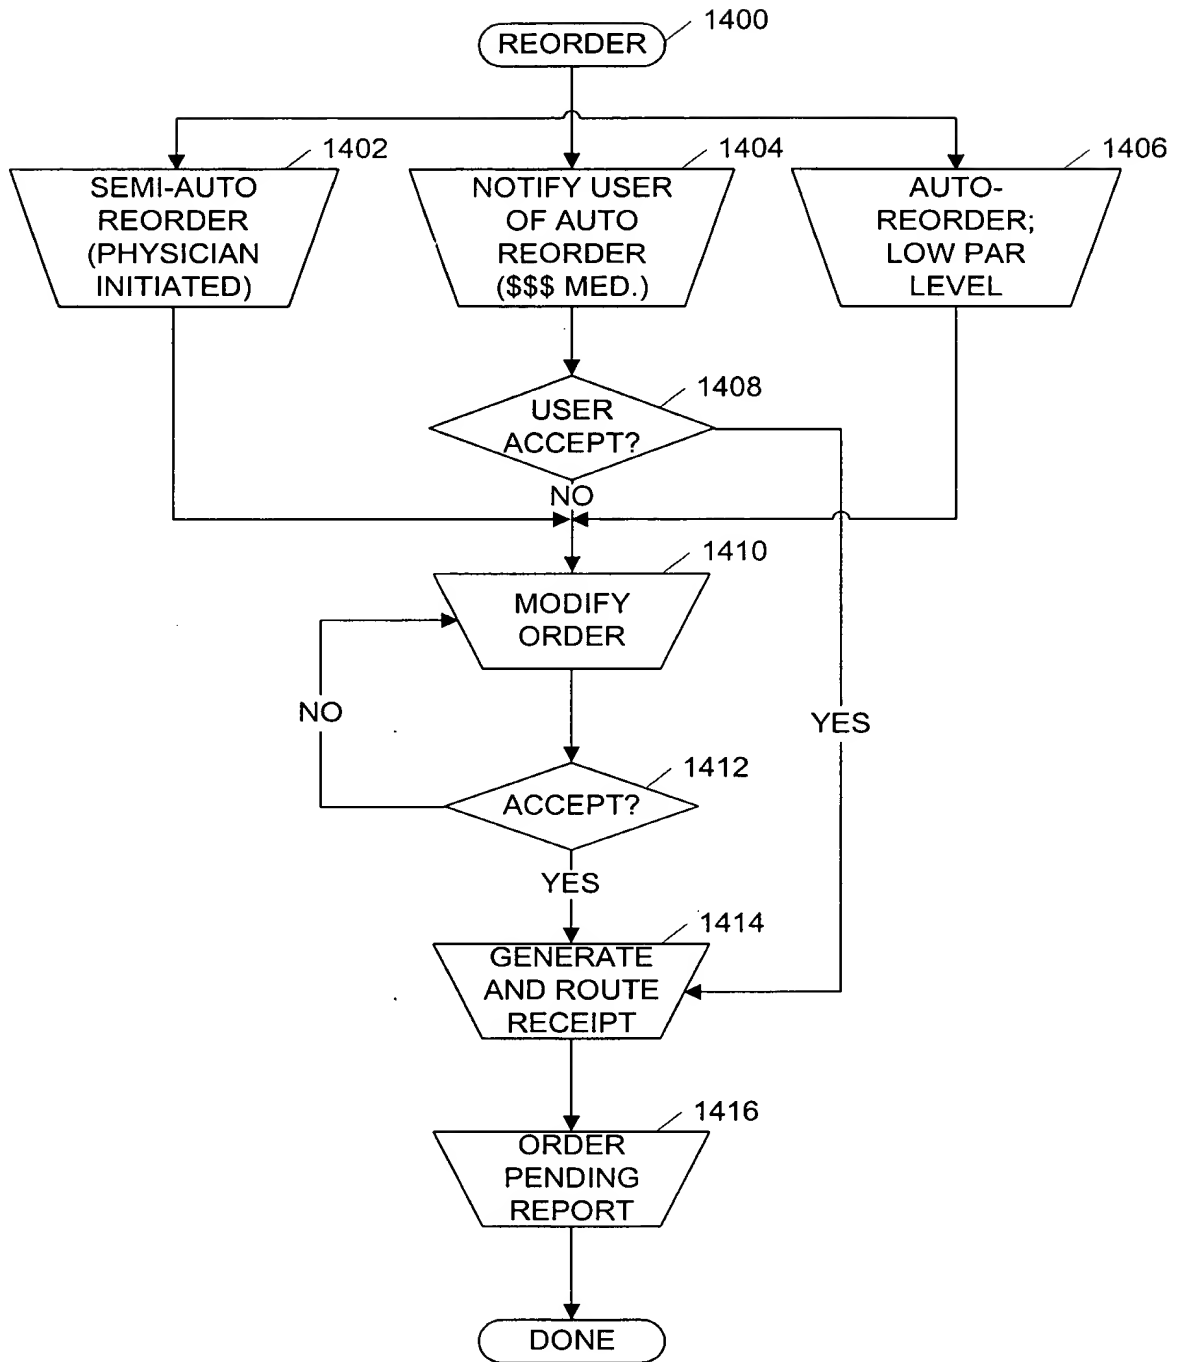 1400
REORDER
1402
SEMI-AUTO
REORDER
(PHYSICIAN
INITIATED)
1404
NOTIFY USER
OF AUTO
REORDER
($$$ MED.)
1406
AUTO-
REORDER;
LOW PAR
LEVEL
1408
USER
ACCEPT?
NO
1410
MODIFY
ORDER
NO
YES
1412
ACCEPT?
YES
1414
GENERATE
AND ROUTE
RECEIPT
1416
ORDER
PENDING
REPORT
DONE